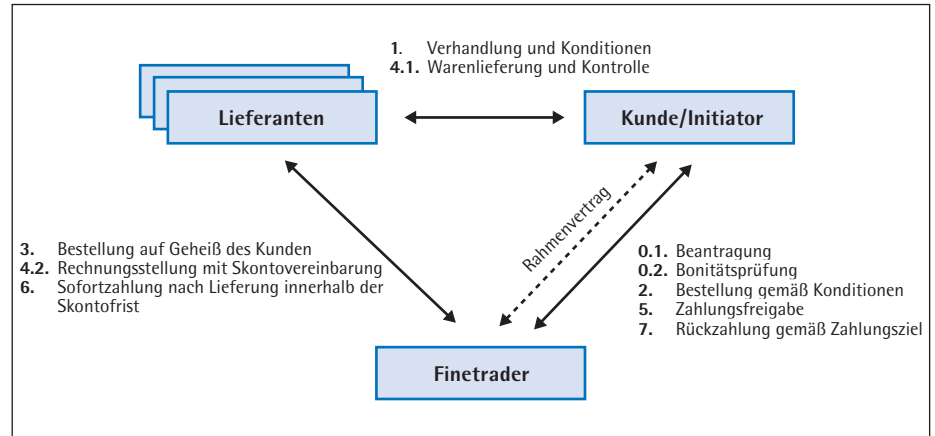 1. Verhandlung und Konditionen
4.1. Warenlieferung und Kontrolle
Lieferanten
Kunde/Initiator
Rahmenvertrag
3. Bestellung auf Geheiß des Kunden
4.2. Rechnungsstellung mit Skontovereinbarung
6. Sofortzahlung nach Lieferung innerhalb der
Skontofrist
0.1. Beantragung
0.2. Bonitätsprüfung
2. Bestellung gemäß Konditionen
5. Zahlungsfreigabe
7. Rückzahlung gemäß Zahlungsziel
Finetrader